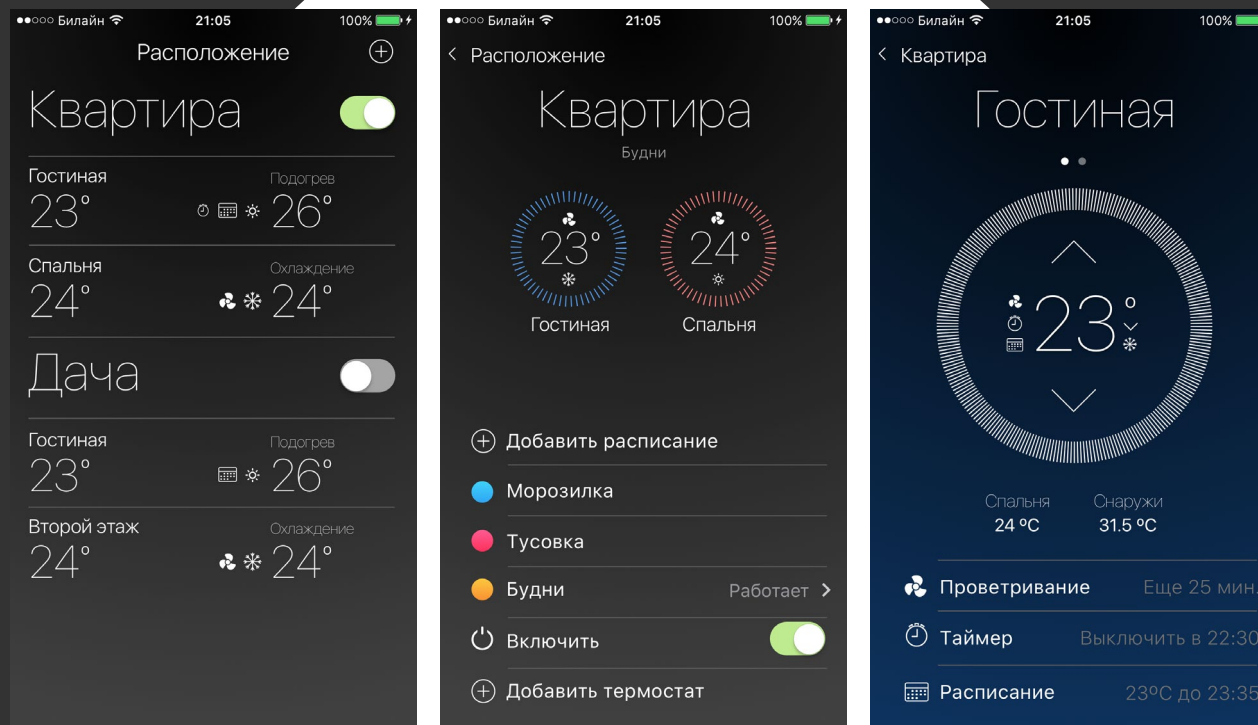 Билайн 21:05 100%
Расположение
Квартира
Гостиная Подогрев
23° 26°
Спальня Охлаждение
24° 24°
Дача
Гостиная Подогрев
23° 26°
Второй этаж Охлаждение
24° 24°
Билайн 21:05 100%
Расположение
Квартира
Будни
23° 24°
Гостиная Спальня
Добавить расписание
Морозилка
Тусовка
Будни Работает
Включить
Добавить термостат
Билайн 21:05 100%
Квартира
Гостиная
23°
Спальня Снаружи
24 ºC 31.5 ºC
Проветривание Еще 25 мин.
Таймер Выключить в 22:30
Расписание 23ºC до 23:35